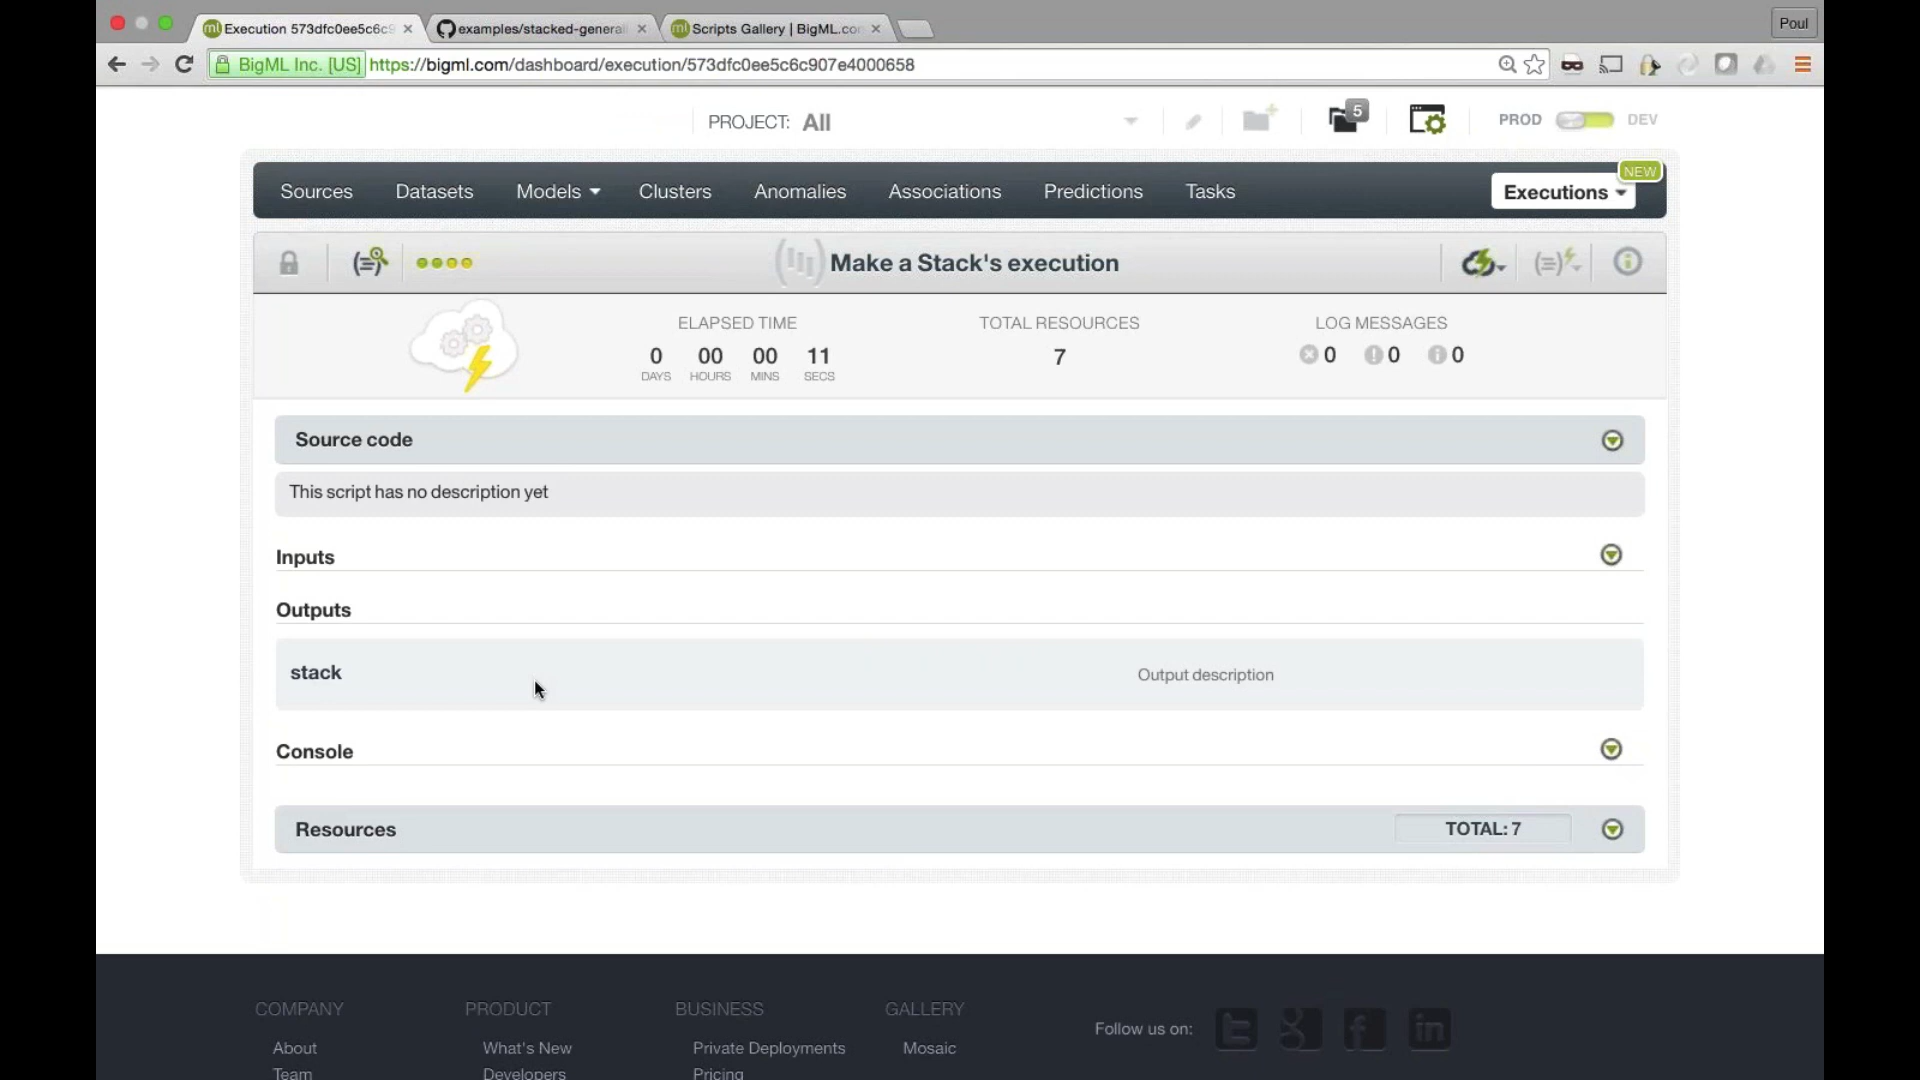 Execution 573dfc0ee5c6c9
examples/stacked-general
Scripts Gallery | BigML.com
Poul
BigML Inc. [US] https://bigml.com/dashboard/execution/573dfc0ee5c6c907e4000658
PROJECT: All
5
PROD DEV
Sources Datasets Models Clusters Anomalies Associations Predictions Tasks Executions NEW
Make a Stack's execution
ELAPSED TIME TOTAL RESOURCES LOG MESSAGES
0 00 00 11 7 0 0 0
DAYS HOURS MINS SECS
Source code
This script has no description yet
Inputs
Outputs
stack Output description
Console
Resources TOTAL: 7
COMPANY PRODUCT BUSINESS GALLERY
Follow us on:
About What's New Private Deployments Mosaic
Team Developers Pricing